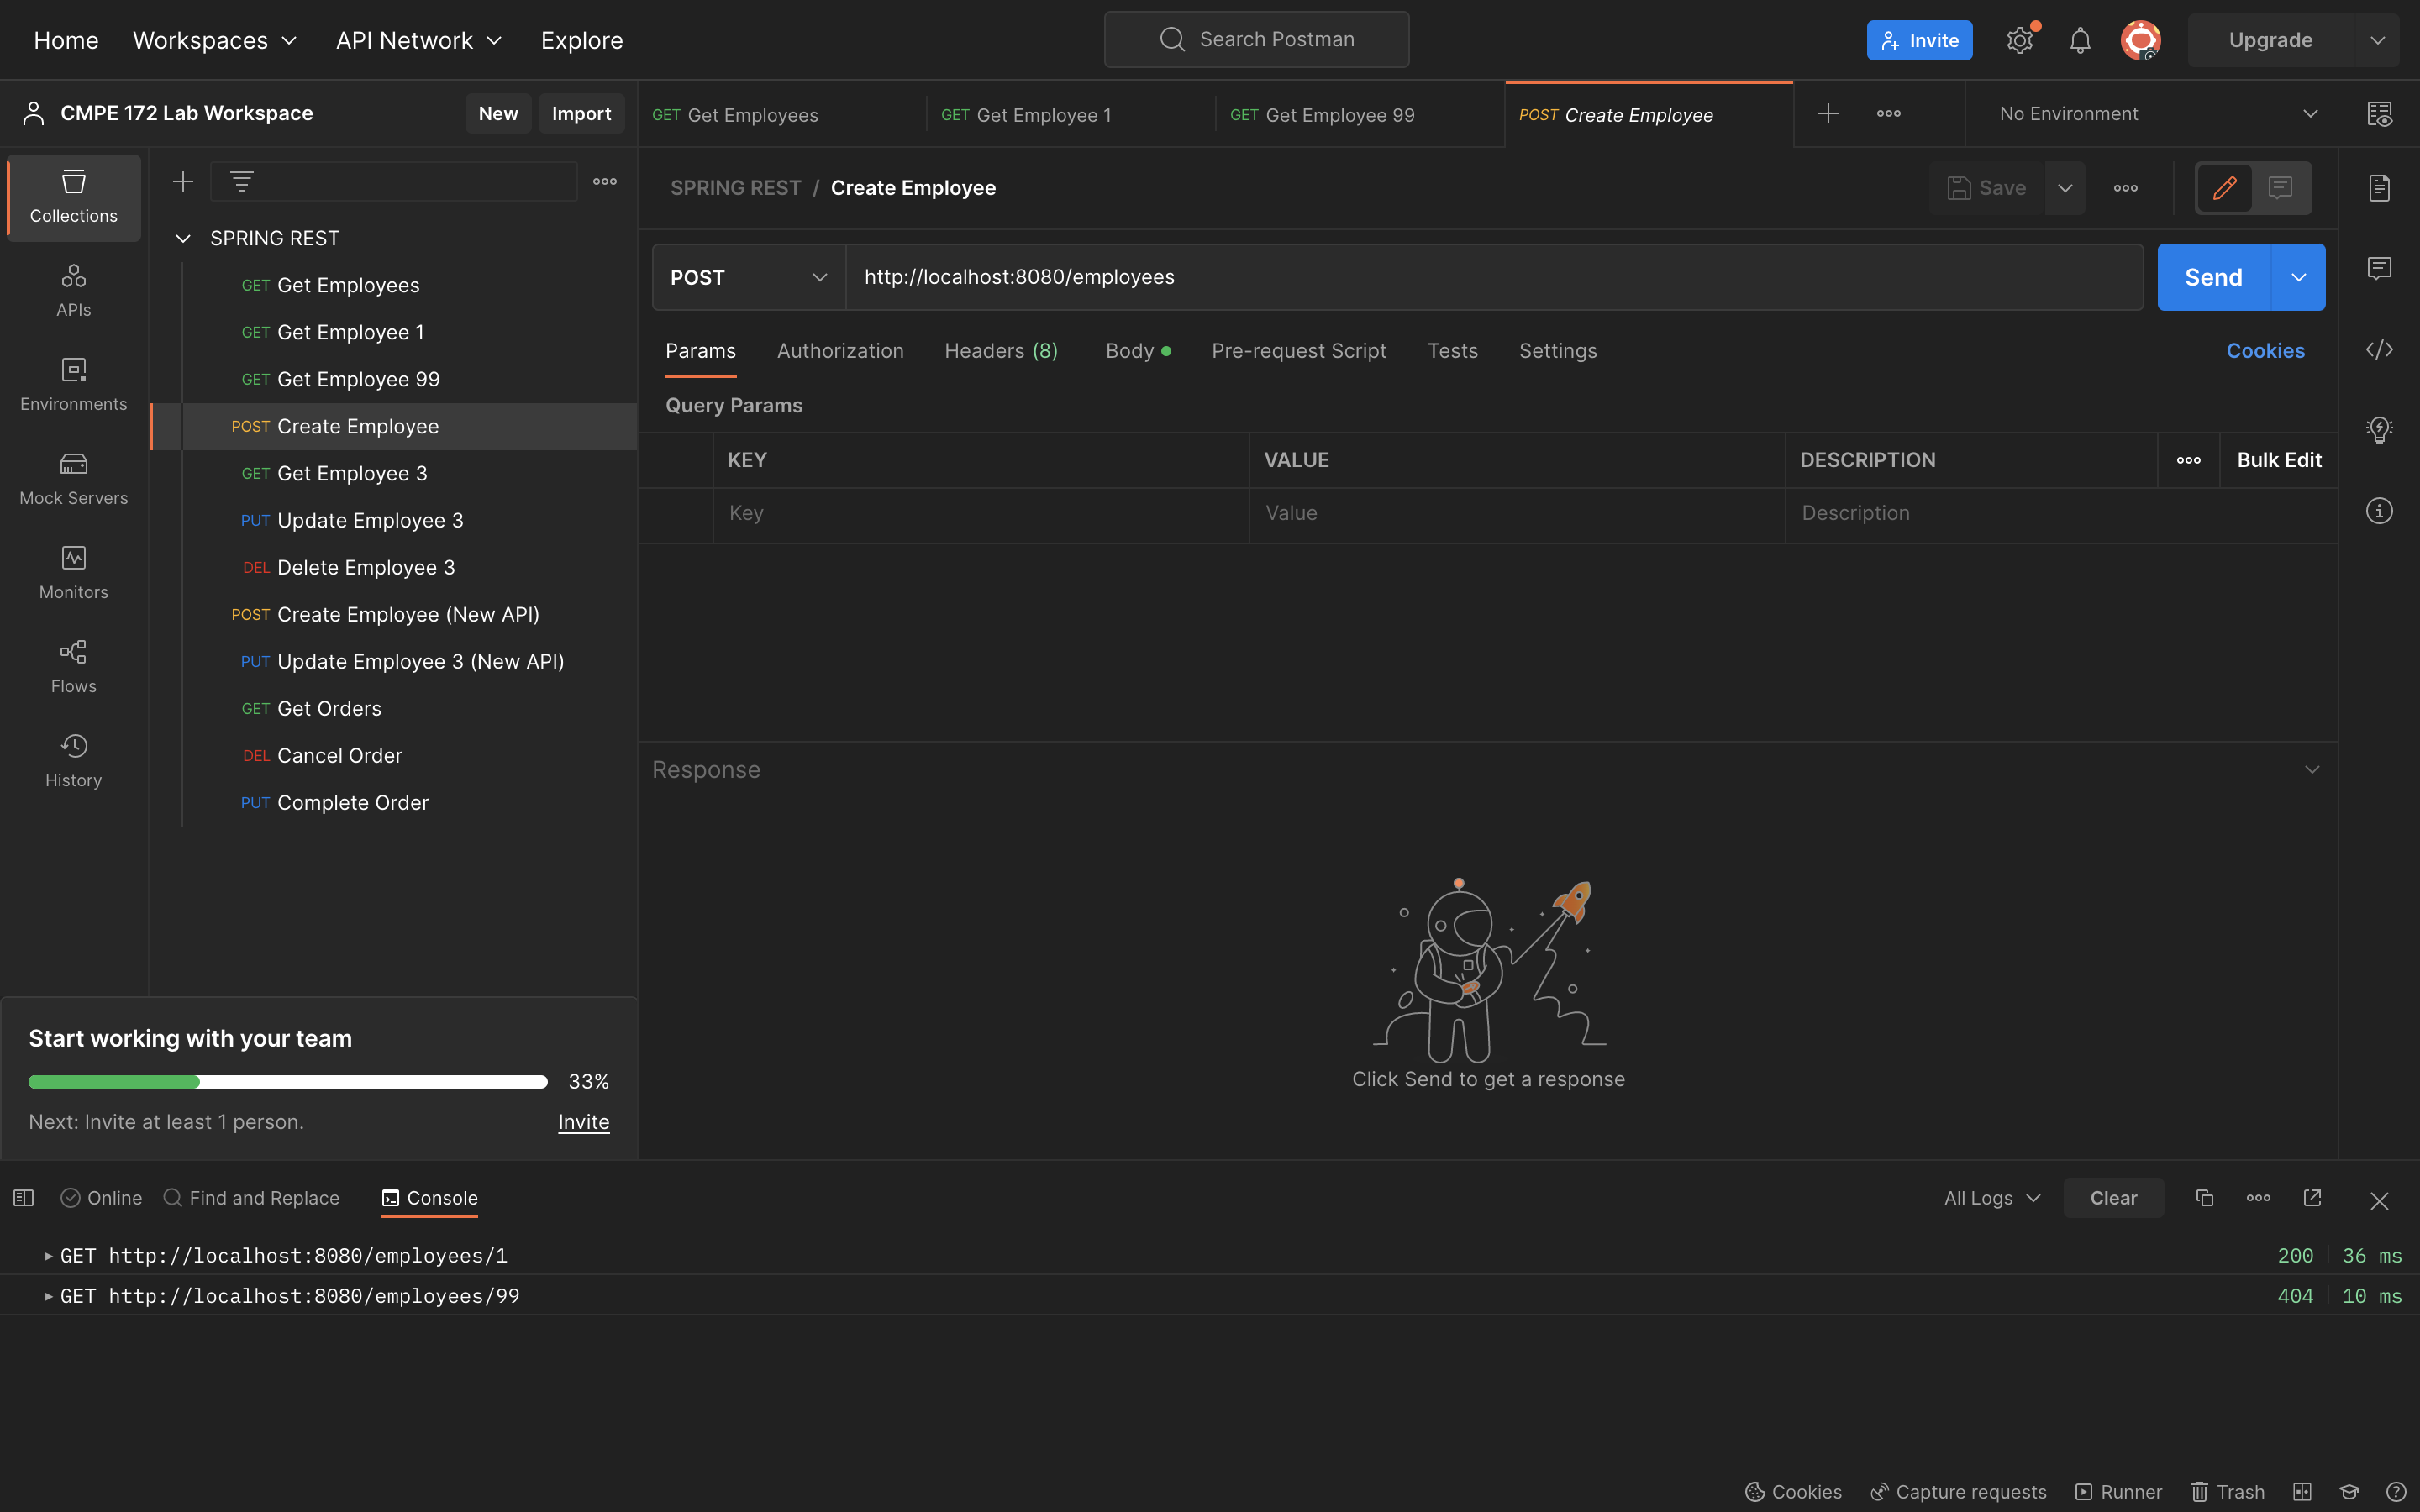 Home Workspaces API Network Explore Search Postman Invite Upgrade
CMPE 172 Lab Workspace New Import
GET Get Employees GET Get Employee 1 GET Get Employee 99 POST Create Employee No Environment
Collections
APIs
Environments
Mock Servers
Monitors
Flows
History
SPRING REST
GET Get Employees
GET Get Employee 1
GET Get Employee 99
POST Create Employee
GET Get Employee 3
PUT Update Employee 3
DEL Delete Employee 3
POST Create Employee (New API)
PUT Update Employee 3 (New API)
GET Get Orders
DEL Cancel Order
PUT Complete Order
Start working with your team
33%
Next: Invite at least 1 person. Invite
SPRING REST / Create Employee Save
POST http://localhost:8080/employees Send
Params Authorization Headers (8) Body Pre-request Script Tests Settings Cookies
Query Params
KEY VALUE DESCRIPTION Bulk Edit
Key Value Description
Response
Click Send to get a response
Online Find and Replace Console All Logs Clear
GET http://localhost:8080/employees/1 200 36 ms
GET http://localhost:8080/employees/99 404 10 ms
Cookies Capture requests Runner Trash